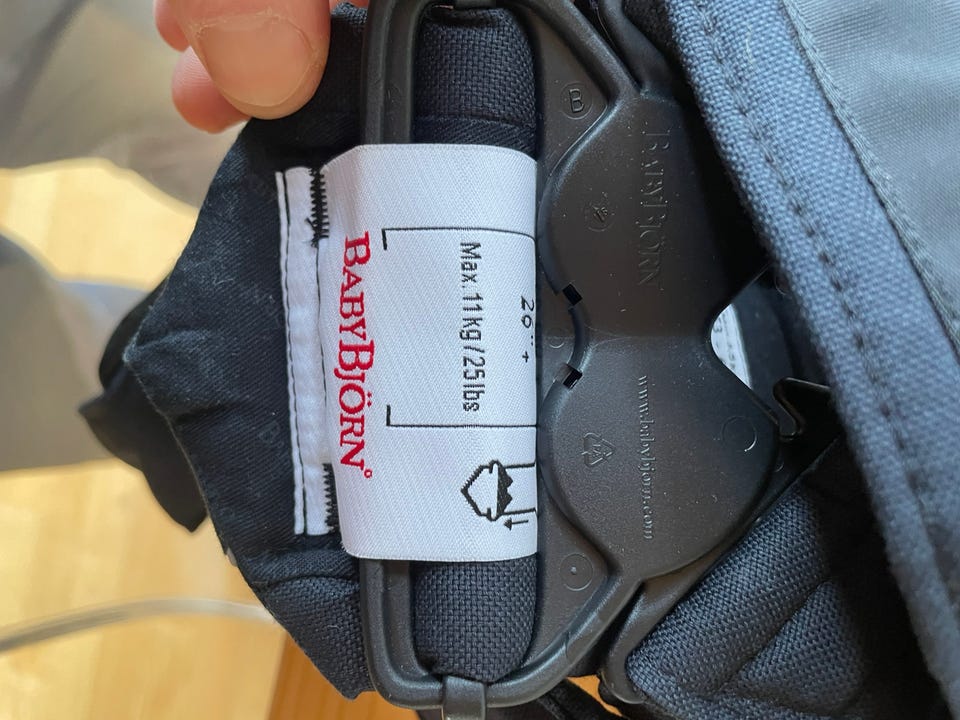 26"+
Max. 11 kg / 25 lbs
BABYBJÖRN
BABYBJÖRN
www.babybjorn.com
B